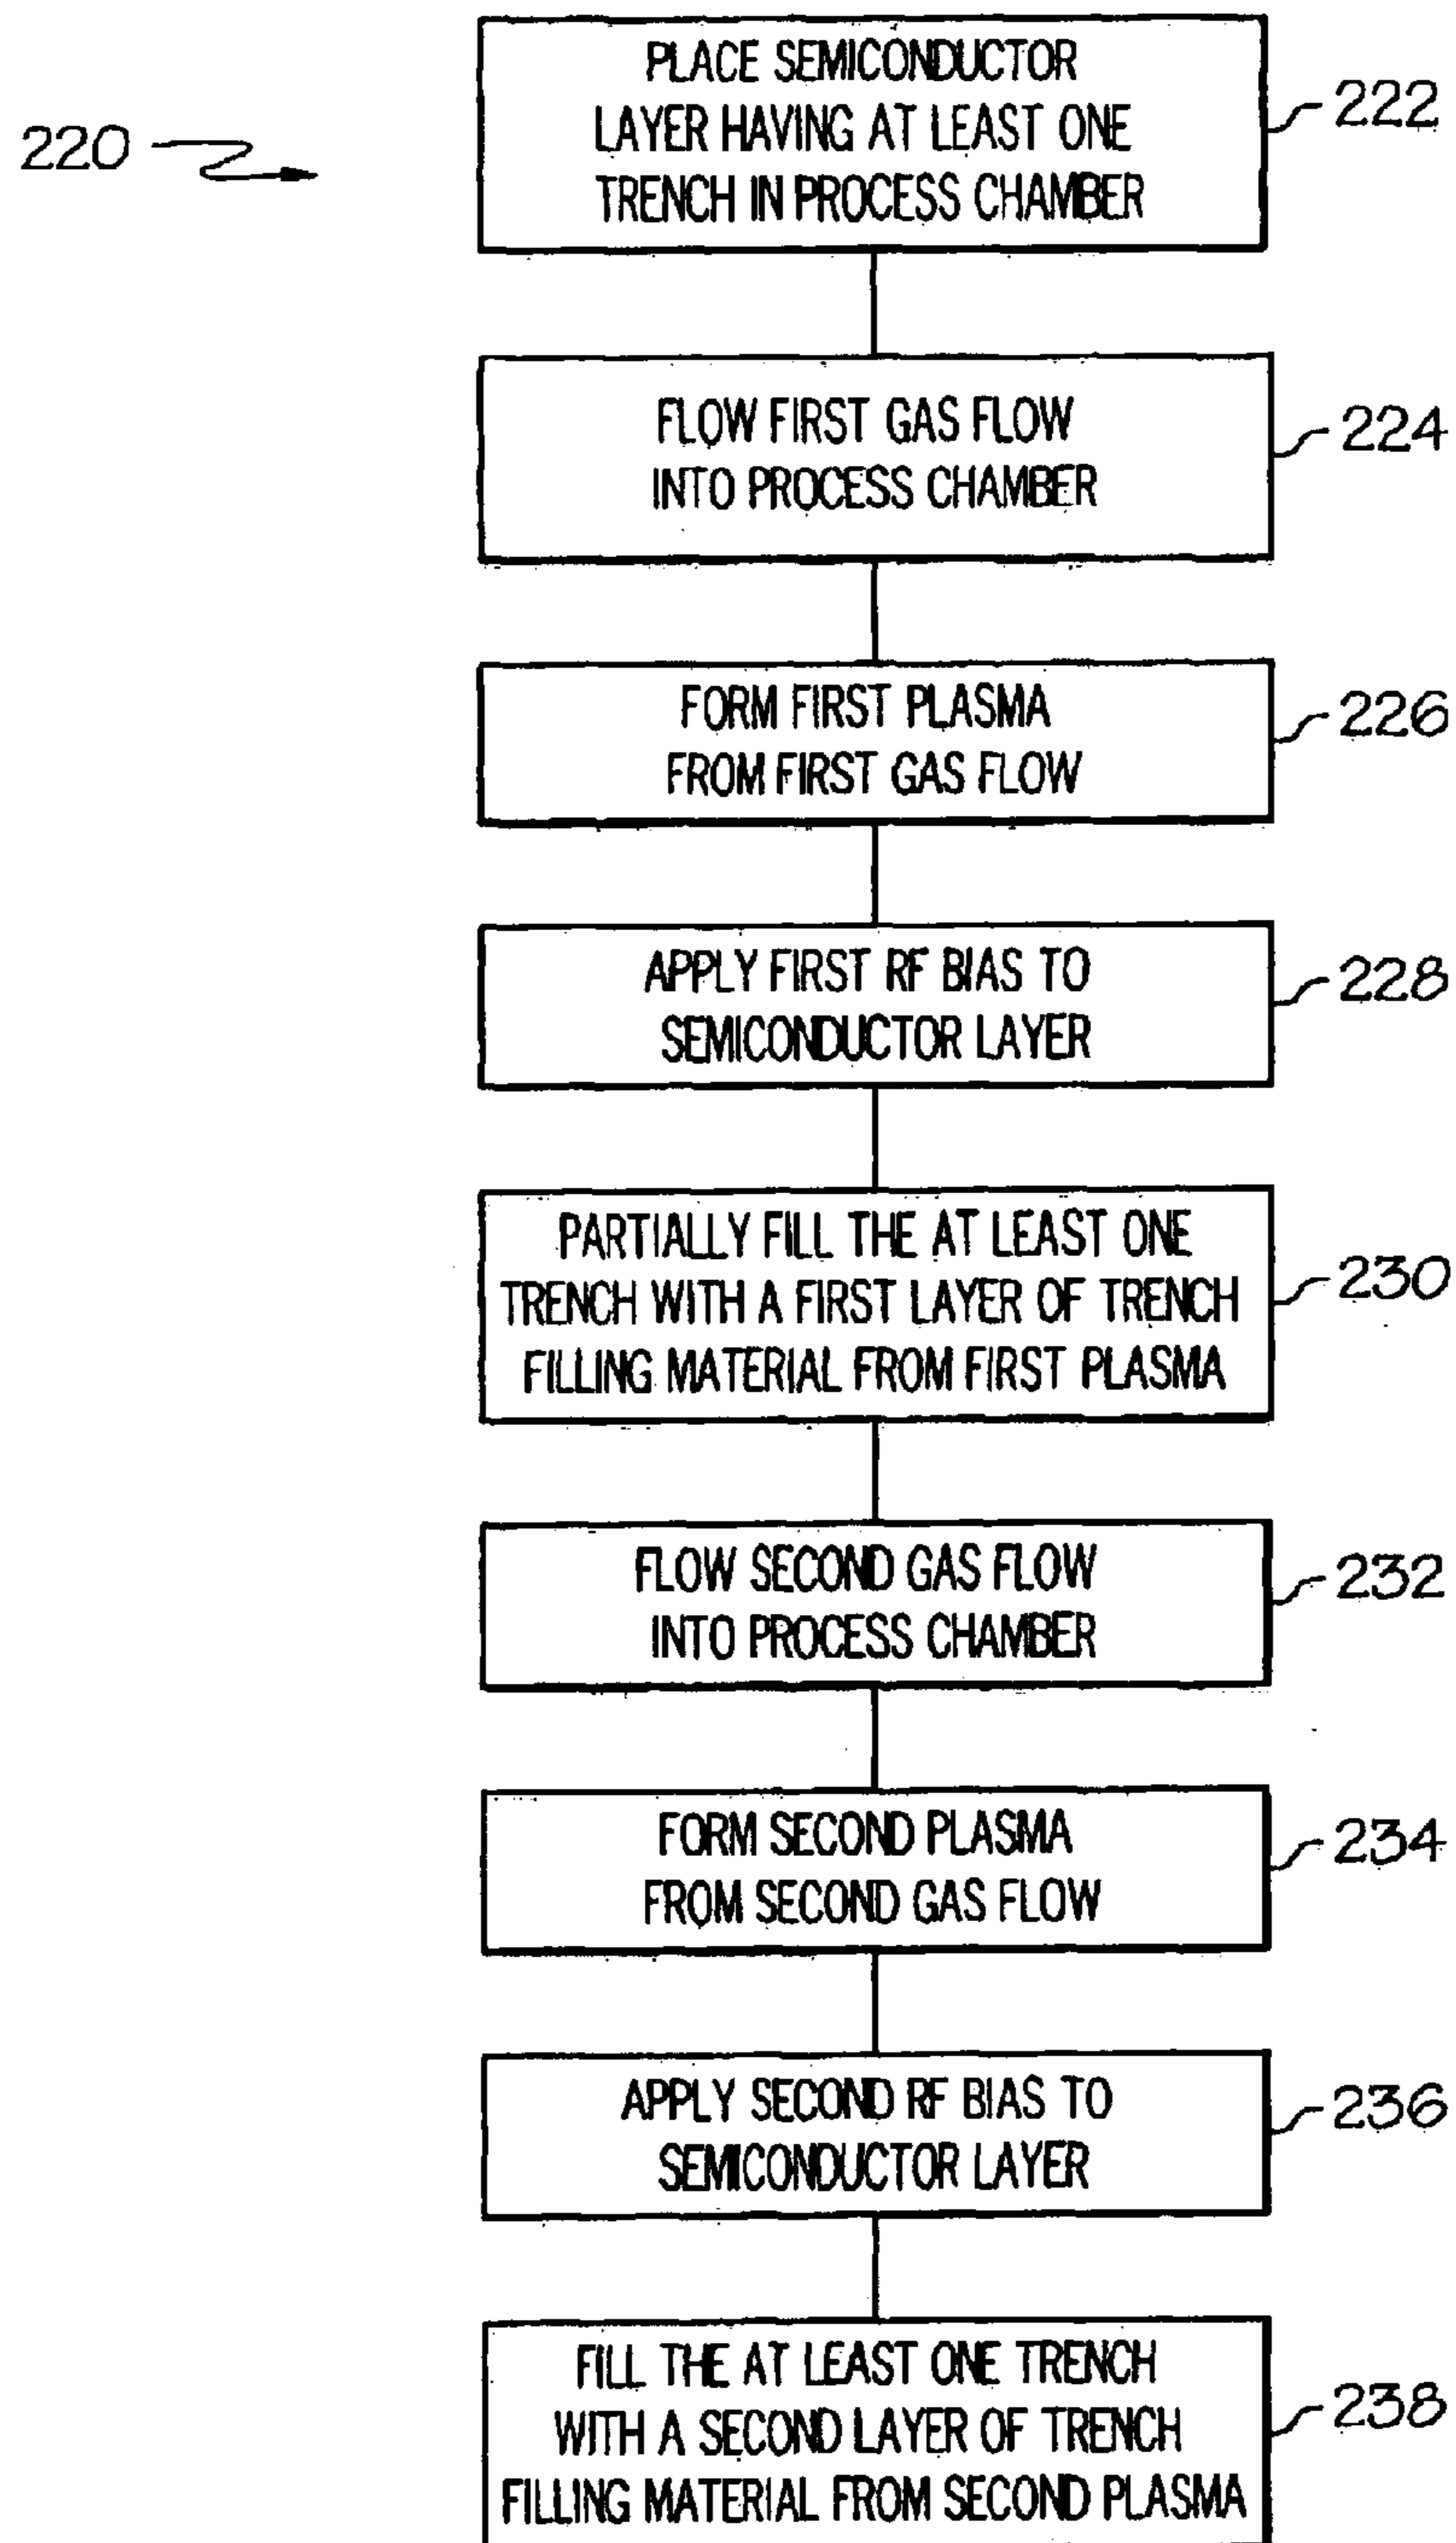 220
PLACE SEMICONDUCTOR
LAYER HAVING AT LEAST ONE
TRENCH IN PROCESS CHAMBER
222
FLOW FIRST GAS FLOW
INTO PROCESS CHAMBER
224
FORM FIRST PLASMA
FROM FIRST GAS FLOW
226
APPLY FIRST RF BIAS TO
SEMICONDUCTOR LAYER
228
PARTIALLY FILL THE AT LEAST ONE
TRENCH WITH A FIRST LAYER OF TRENCH
FILLING MATERIAL FROM FIRST PLASMA
230
FLOW SECOND GAS FLOW
INTO PROCESS CHAMBER
232
FORM SECOND PLASMA
FROM SECOND GAS FLOW
234
APPLY SECOND RF BIAS TO
SEMICONDUCTOR LAYER
236
FILL THE AT LEAST ONE TRENCH
WITH A SECOND LAYER OF TRENCH
FILLING MATERIAL FROM SECOND PLASMA
238